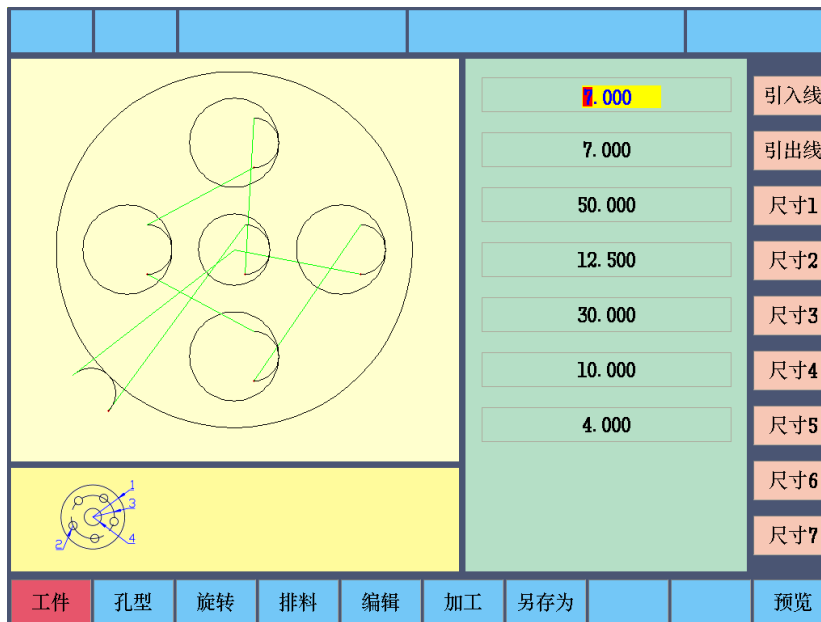 7.000
引入线
7.000
引出线
50.000
尺寸1
12.500
尺寸2
30.000
尺寸3
10.000
尺寸4
4.000
尺寸5
尺寸6
尺寸7
1
3
2
4
工件
孔型
旋转
排料
编辑
加工
另存为
预览